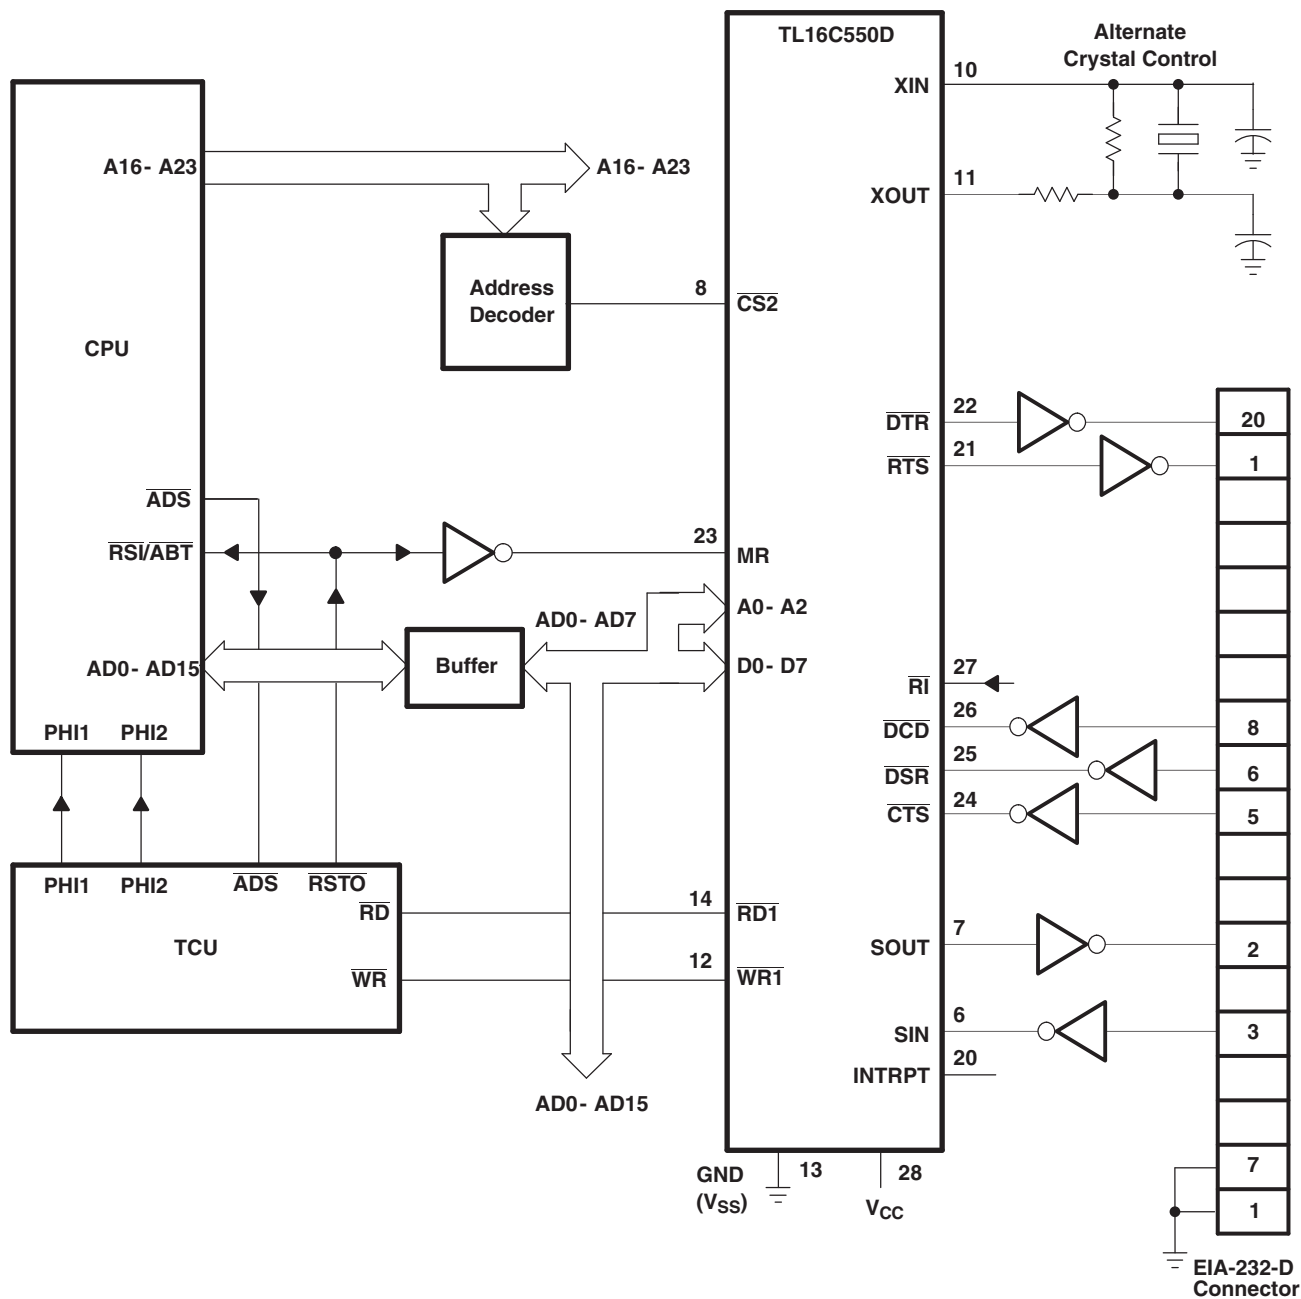 TL16C550D
Alternate
Crystal Control
XIN
10
A16- A23
A16- A23
XOUT
11
Address
Decoder
8
CS2
CPU
DTR
22
20
RTS
21
1
ADS
RSI/ABT
23
MR
AD0- AD7
A0- A2
AD0- AD15
Buffer
D0- D7
RI
27
PHI1
PHI2
DCD
26
8
DSR
25
6
CTS
24
5
PHI1
PHI2
ADS
RSTO
RD
14
RD1
TCU
SOUT
7
2
WR
12
WR1
SIN
6
3
INTRPT
20
AD0- AD15
GND
(VSS)
13
28
VCC
7
1
EIA-232-D
Connector